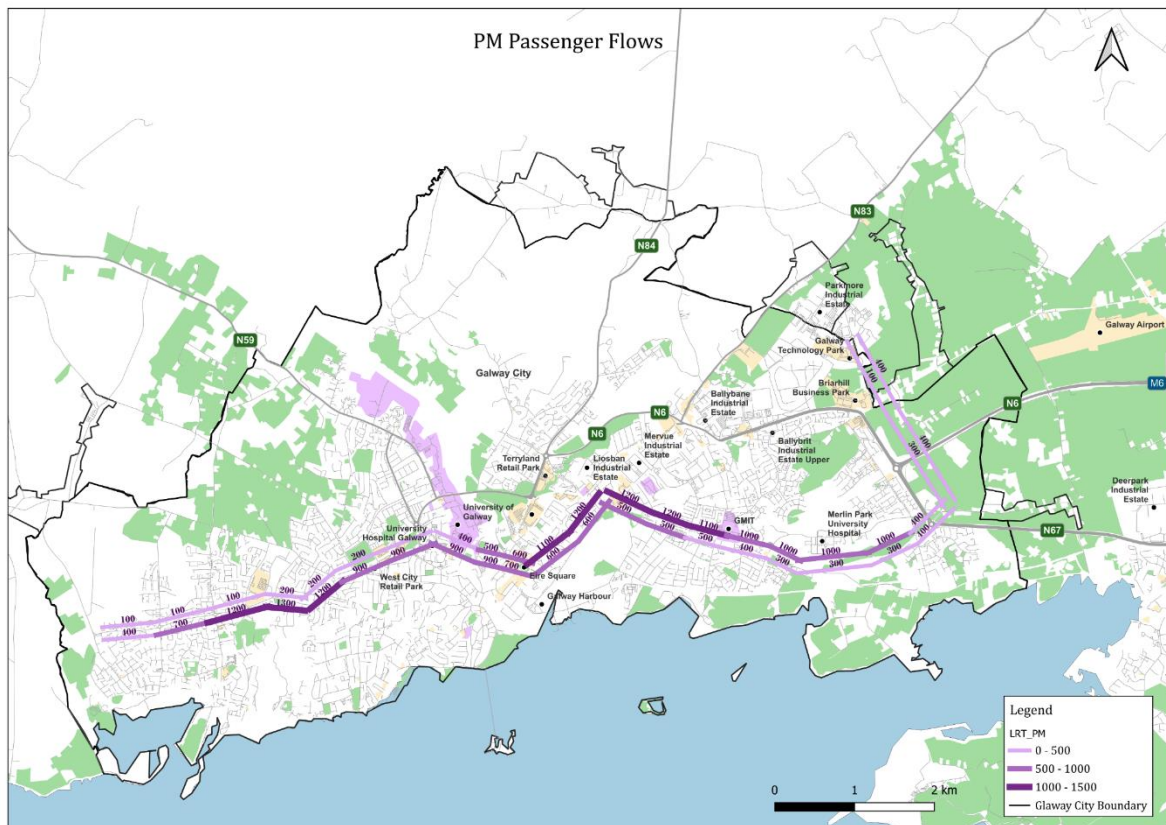 PM Passenger Flows
N83
N84
Parkmore
Industrial
Estate
Galway Airport
N59
Galway
Technology Park
400
1100
Galway City
M6
Briarhill
Business Park
N6
Ballybane
Industrial
Estate
N6
N6
Mervue
Industrial
Estate
Ballybrit
Industrial
Estate Upper
400
300
Terryland
Retail Park
Liosban
Industrial
Estate
Deerpark
Industrial
Estate
1200
1200
1100
GMIT
University of
Galway
1200
600
500
500
500
400
1000
1000
Merlin Park
University
Hospital
1000
1000
400
400
N67
University
Hospital Galway
400
500
600
1100
600
300
300
300
200
900
900
900
900
700
Eire Square
West City
Retail Park
200
200
900
1200
Galway Harbour
100
100
100
1300
1200
700
400
Legend
LRT_PM
0 - 500
500 - 1000
1000 - 1500
Glaway City Boundary
0 1 2 km